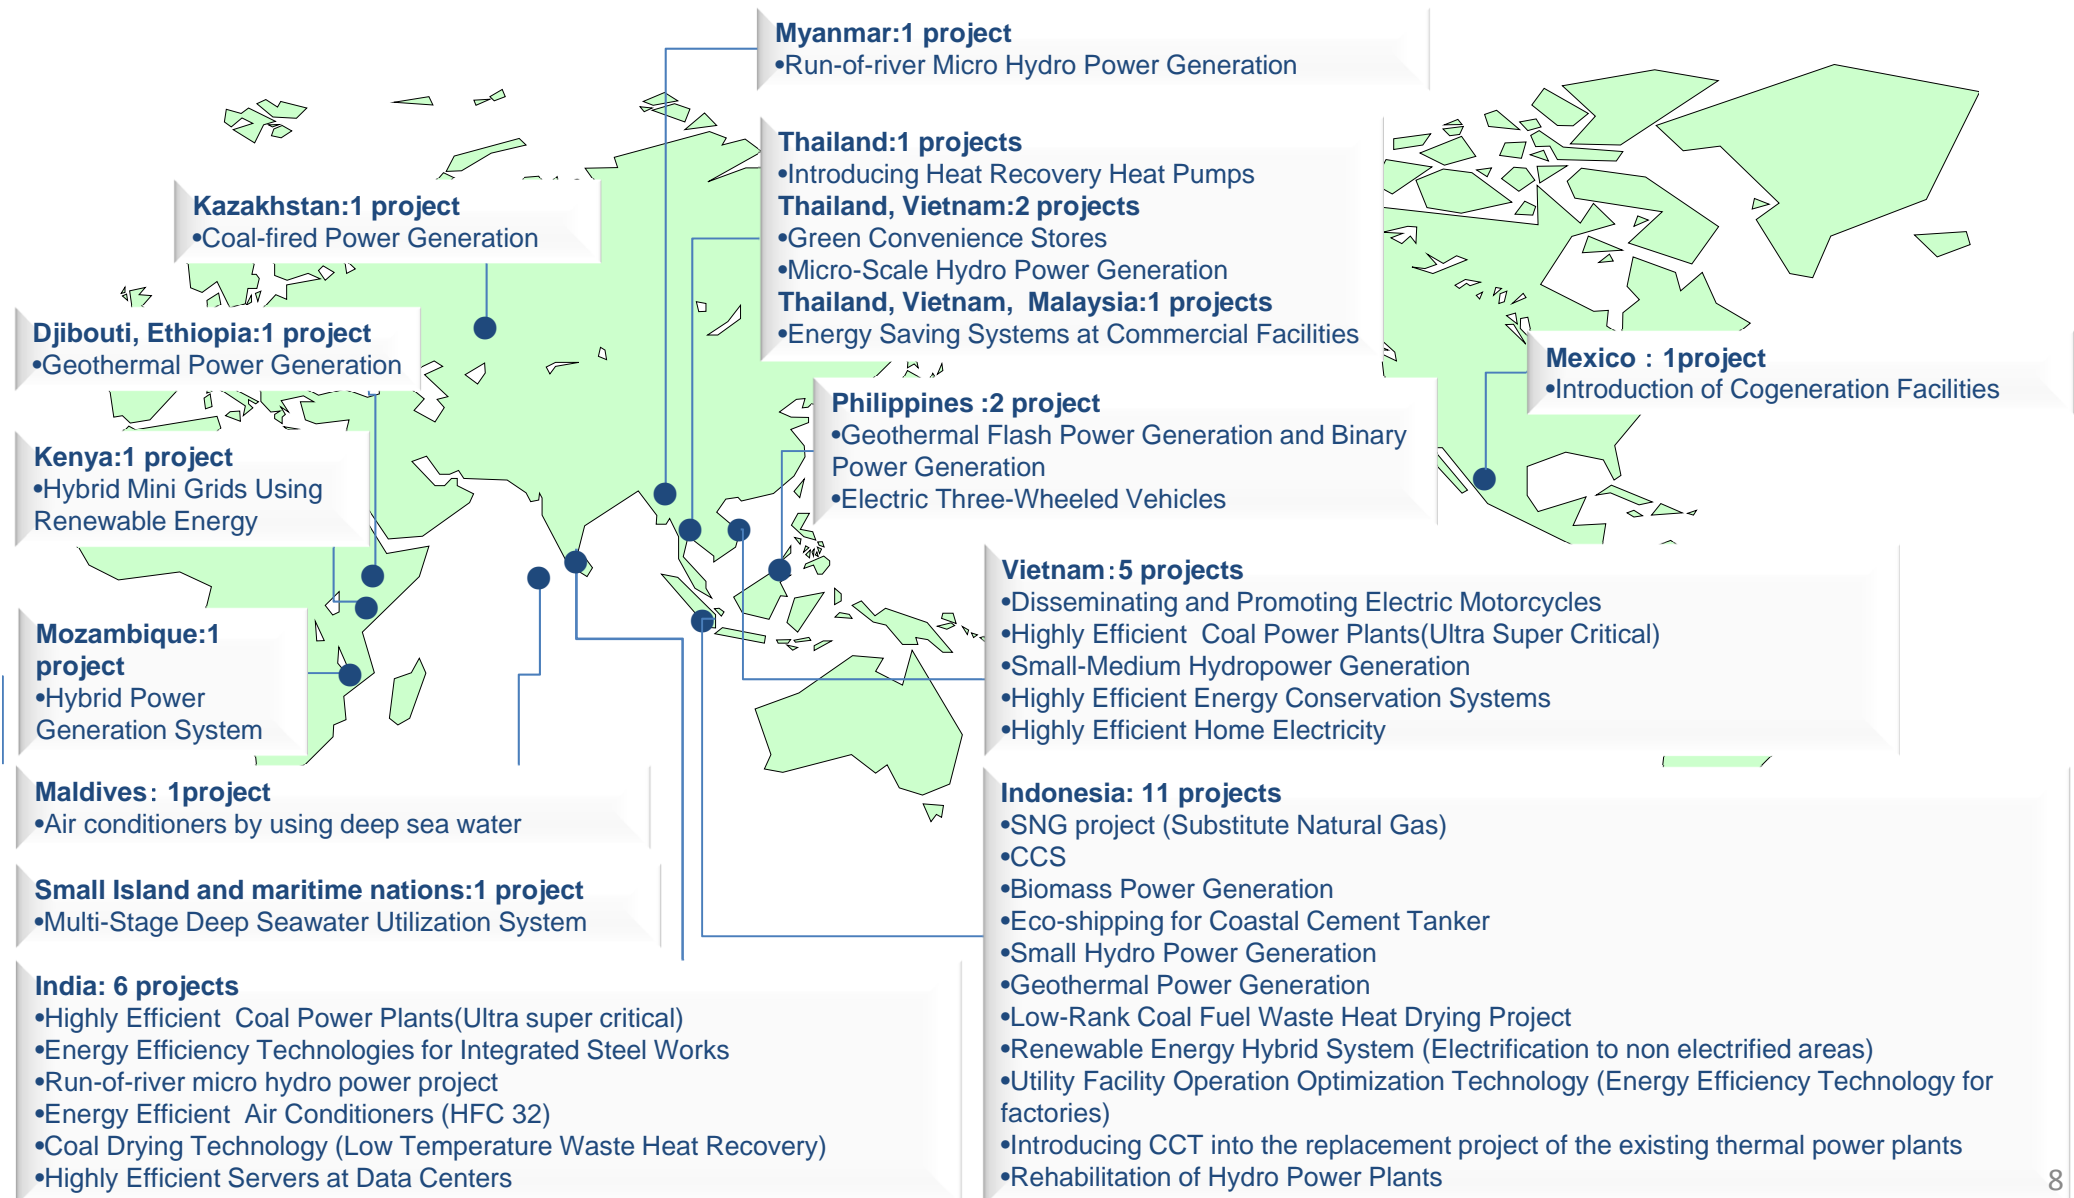 Myanmar:1 project
•Run-of-river Micro Hydro Power Generation
Thailand:1 projects
•Introducing Heat Recovery Heat Pumps
Thailand, Vietnam:2 projects
•Green Convenience Stores
•Micro-Scale Hydro Power Generation
Thailand, Vietnam, Malaysia:1 projects
•Energy Saving Systems at Commercial Facilities
Kazakhstan:1 project
•Coal-fired Power Generation
Djibouti, Ethiopia:1 project
•Geothermal Power Generation
Mexico：1project
•Introduction of Cogeneration Facilities
Philippines :2 project
•Geothermal Flash Power Generation and Binary
Power Generation
•Electric Three-Wheeled Vehicles
Kenya:1 project
•Hybrid Mini Grids Using
Renewable Energy
Vietnam:5 projects
•Disseminating and Promoting Electric Motorcycles
•Highly Efficient Coal Power Plants(Ultra Super Critical)
•Small-Medium Hydropower Generation
•Highly Efficient Energy Conservation Systems
•Highly Efficient Home Electricity
Mozambique:1
project
•Hybrid Power
Generation System
Maldives: 1project
•Air conditioners by using deep sea water
Small Island and maritime nations:1 project
•Multi-Stage Deep Seawater Utilization System
India: 6 projects
•Highly Efficient Coal Power Plants(Ultra super critical)
•Energy Efficiency Technologies for Integrated Steel Works
•Run-of-river micro hydro power project
•Energy Efficient Air Conditioners (HFC 32)
•Coal Drying Technology (Low Temperature Waste Heat Recovery)
•Highly Efficient Servers at Data Centers
Indonesia: 11 projects
•SNG project (Substitute Natural Gas)
•CCS
•Biomass Power Generation
•Eco-shipping for Coastal Cement Tanker
•Small Hydro Power Generation
•Geothermal Power Generation
•Low-Rank Coal Fuel Waste Heat Drying Project
•Renewable Energy Hybrid System (Electrification to non electrified areas)
•Utility Facility Operation Optimization Technology (Energy Efficiency Technology for
factories)
•Introducing CCT into the replacement project of the existing thermal power plants
•Rehabilitation of Hydro Power Plants
8